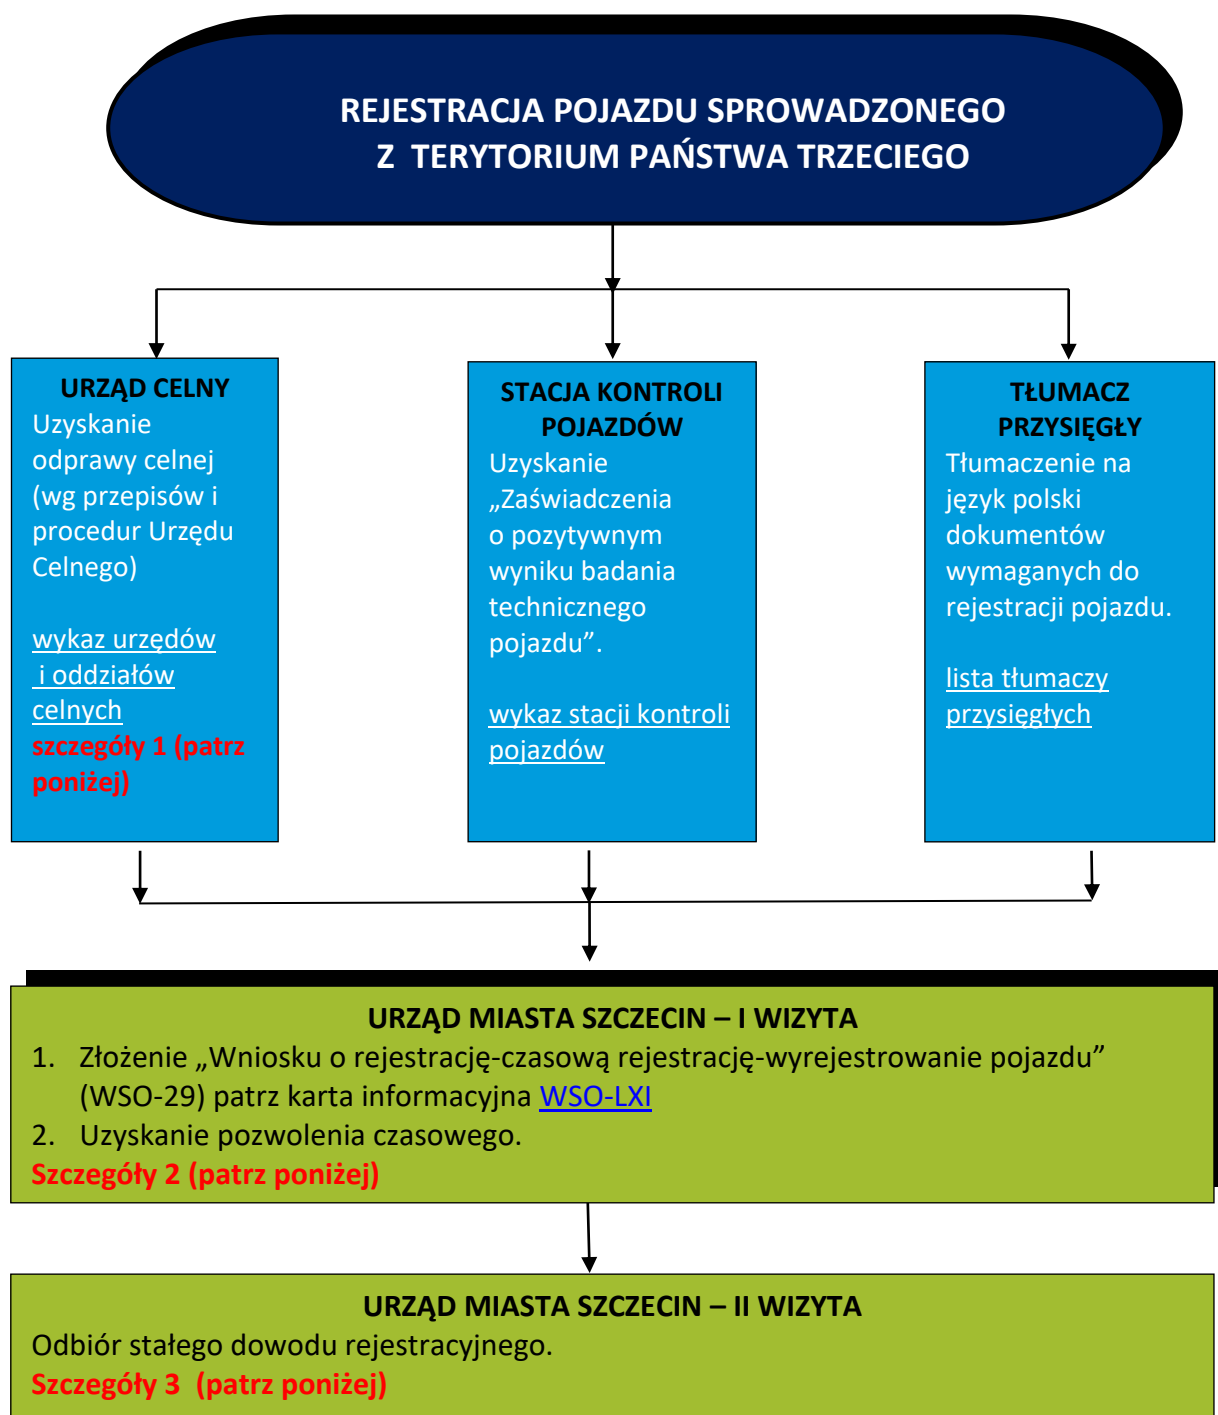 REJESTRACJA POJAZDU SPROWADZONEGO
Z TERYTORIUM PAŃSTWA TRZECIEGO
URZĄD CELNY
Uzyskanie
odprawy celnej
(wg przepisów i
procedur Urzędu
Celnego)
wykaz urzędów
i oddziałów
celnych
szczegóły 1 (patrz
poniżej)
STACJA KONTROLI
POJAZDÓW
Uzyskanie
„Zaświadczenia
o pozytywnym
wyniku badania
technicznego
pojazdu”.
wykaz stacji kontroli
pojazdów
TŁUMACZ
PRZYSIĘGŁY
Tłumaczenie na
język polski
dokumentów
wymaganych do
rejestracji pojazdu.
lista tłumaczy
przysięgłych
URZĄD MIASTA SZCZECIN – I WIZYTA
1. Złożenie „Wniosku o rejestrację-czasową rejestrację-wyrejestrowanie pojazdu”
(WSO-29) patrz karta informacyjna WSO-LXI
2. Uzyskanie pozwolenia czasowego.
Szczegóły 2 (patrz poniżej)
URZĄD MIASTA SZCZECIN – II WIZYTA
Odbiór stałego dowodu rejestracyjnego.
Szczegóły 3 (patrz poniżej)